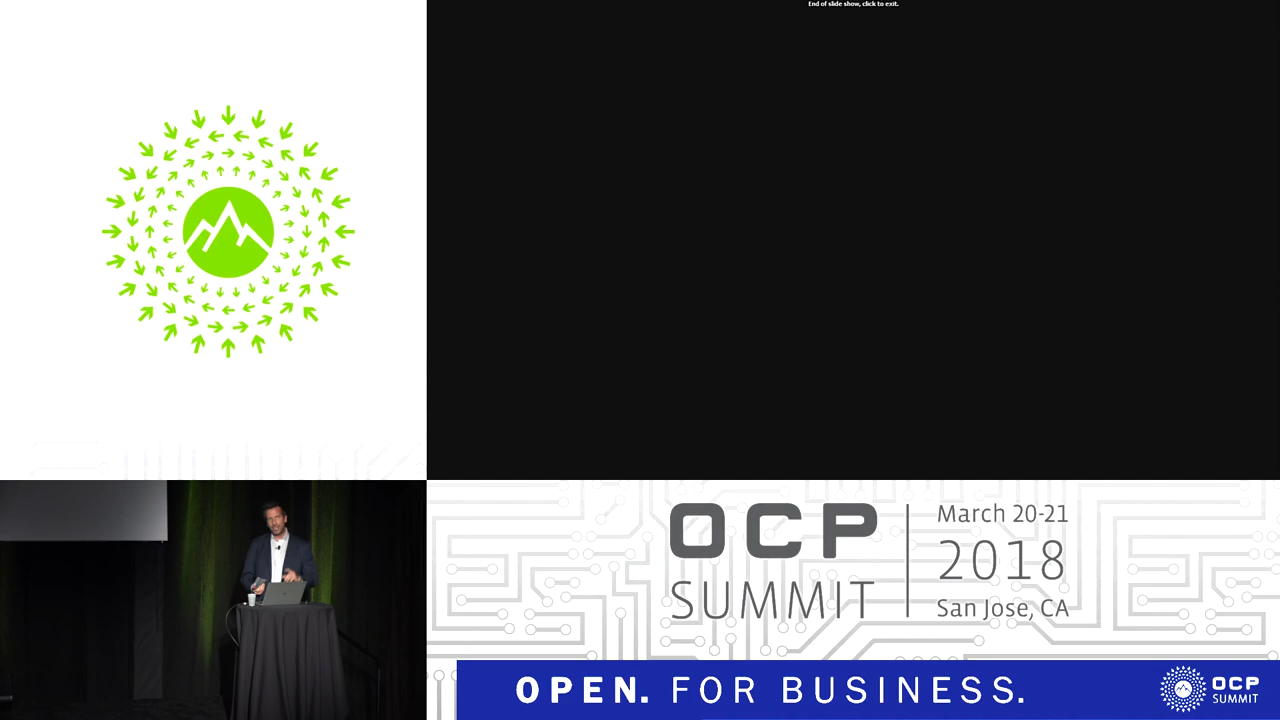 End of slide show, click to exit.
OCP
SUMMIT
March 20-21
2018
San Jose, CA
OPEN. FOR BUSINESS.
OCP
SUMMIT